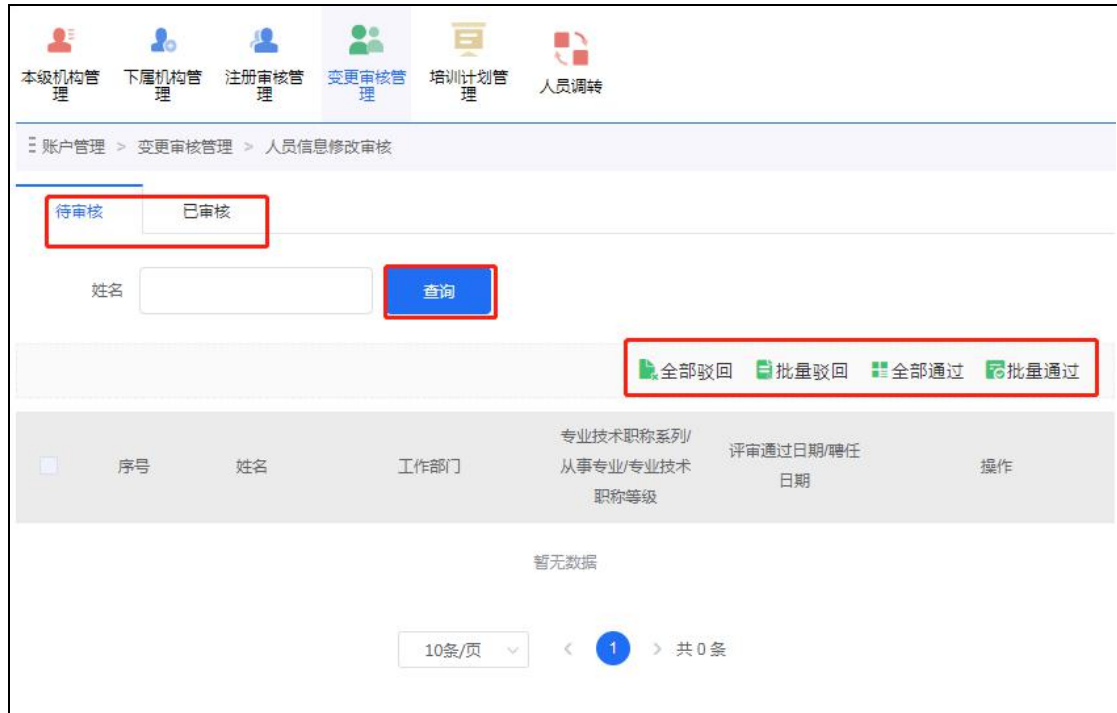 本级机构管
理
下属机构管
理
注册审核管
理
变更审核管
理
培训计划管
理
人员调转
账户管理 > 变更审核管理 > 人员信息修改审核
待审核 已审核
姓名 查询
全部驳回 批量驳回 全部通过 批量通过
序号 姓名 工作部门
专业技术职称系列/
从事专业/专业技术
职称等级
评审通过日期/聘任
日期
操作
暂无数据
10条/页 < 1 > 共0条